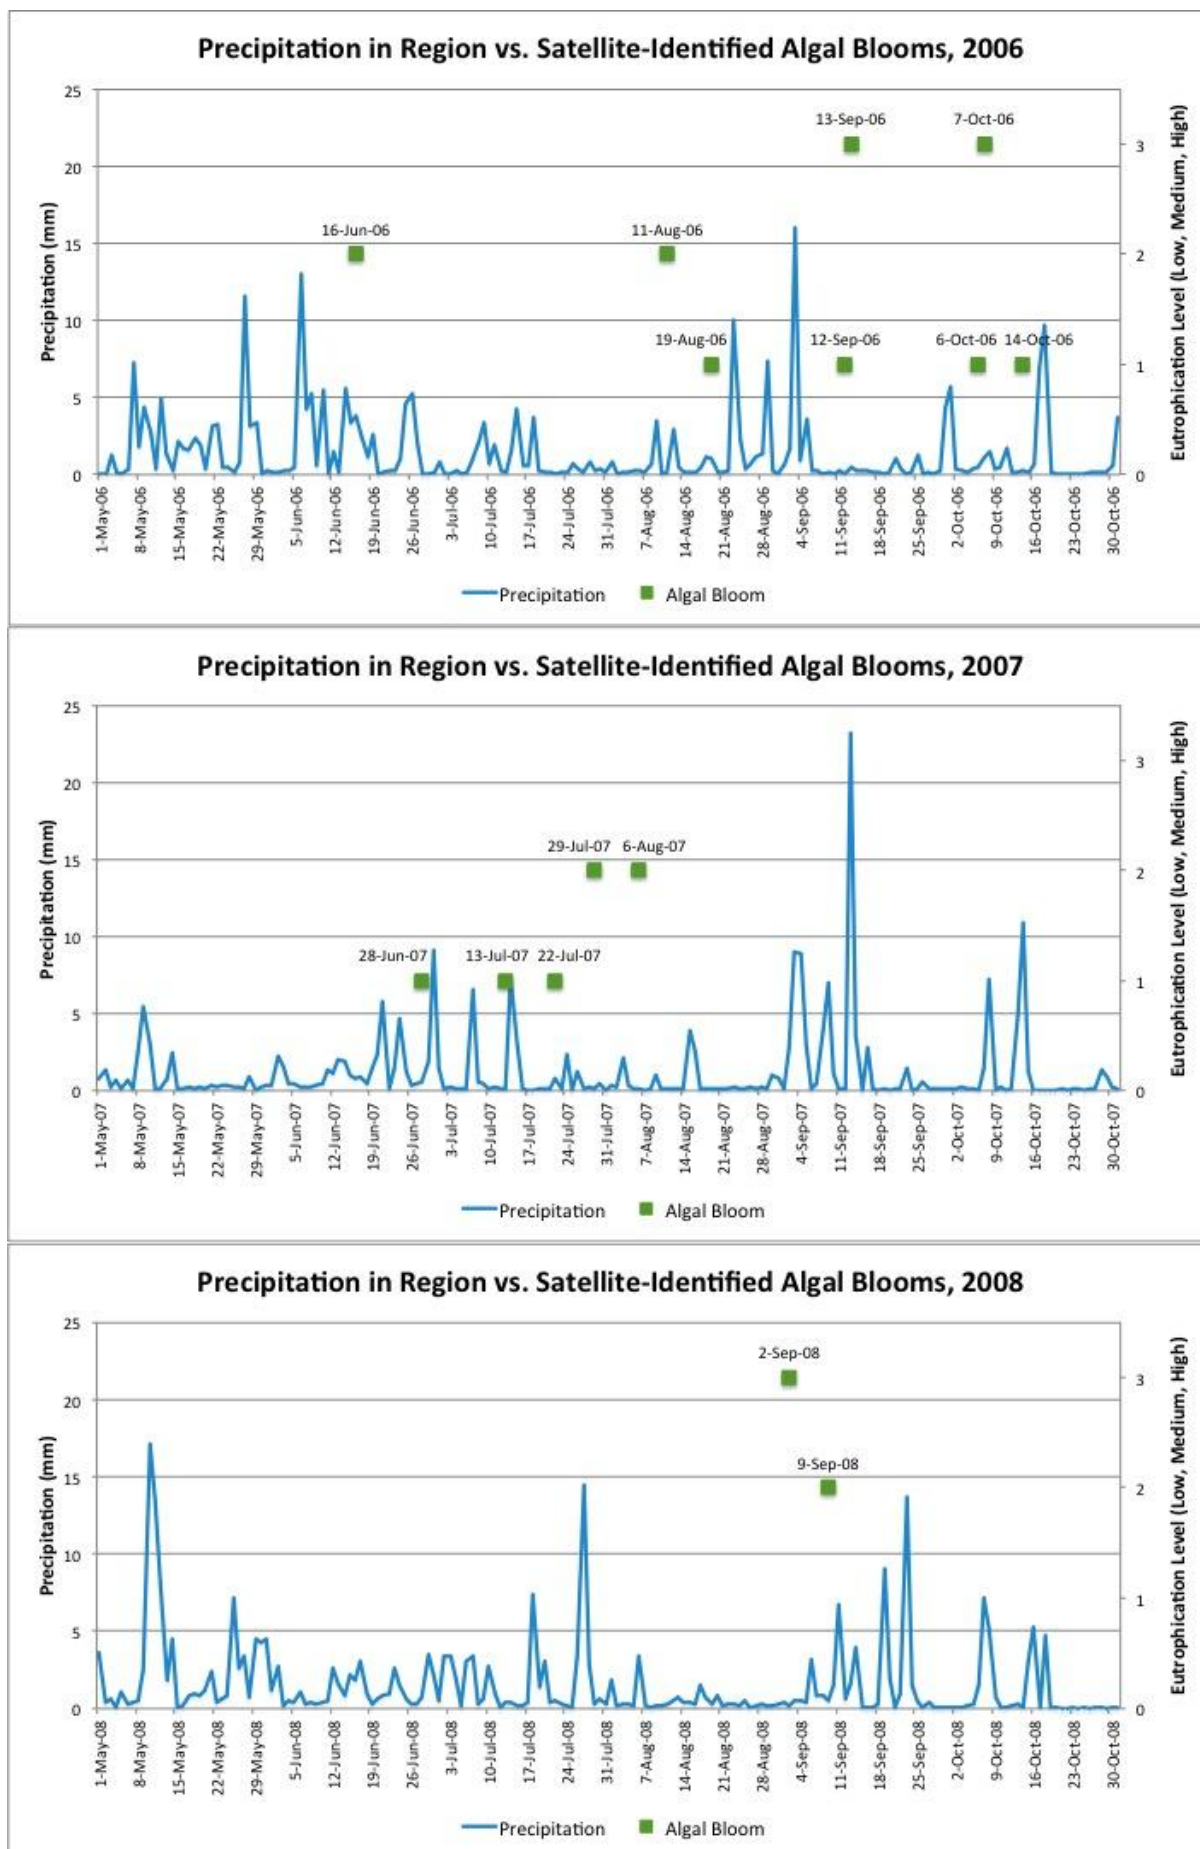 Precipitation in Region vs. Satellite-Identified Algal Blooms, 2006
Precipitation (mm)
Eutrophication Level (Low, Medium, High)
25
20
15
10
5
0
3
2
1
0
13-Sep-06 7-Oct-06
16-Jun-06 11-Aug-06
19-Aug-06 12-Sep-06 6-Oct-06 14-Oct-06
1-May-06 8-May-06 15-May-06 22-May-06 29-May-06 5-Jun-06 12-Jun-06 19-Jun-06 26-Jun-06 3-Jul-06 10-Jul-06 17-Jul-06 24-Jul-06 31-Jul-06 7-Aug-06 14-Aug-06 21-Aug-06 28-Aug-06 4-Sep-06 11-Sep-06 18-Sep-06 25-Sep-06 2-Oct-06 9-Oct-06 16-Oct-06 23-Oct-06 30-Oct-06
Precipitation Algal Bloom
Precipitation in Region vs. Satellite-Identified Algal Blooms, 2007
Precipitation (mm)
Eutrophication Level (Low, Medium, High)
25
20
15
10
5
0
3
2
1
0
29-Jul-07 6-Aug-07
28-Jun-07 13-Jul-07 22-Jul-07
1-May-07 8-May-07 15-May-07 22-May-07 29-May-07 5-Jun-07 12-Jun-07 19-Jun-07 26-Jun-07 3-Jul-07 10-Jul-07 17-Jul-07 24-Jul-07 31-Jul-07 7-Aug-07 14-Aug-07 21-Aug-07 28-Aug-07 4-Sep-07 11-Sep-07 18-Sep-07 25-Sep-07 2-Oct-07 9-Oct-07 16-Oct-07 23-Oct-07 30-Oct-07
Precipitation Algal Bloom
Precipitation in Region vs. Satellite-Identified Algal Blooms, 2008
Precipitation (mm)
Eutrophication Level (Low, Medium, High)
25
20
15
10
5
0
3
2
1
0
2-Sep-08
9-Sep-08
1-May-08 8-May-08 15-May-08 22-May-08 29-May-08 5-Jun-08 12-Jun-08 19-Jun-08 26-Jun-08 3-Jul-08 10-Jul-08 17-Jul-08 24-Jul-08 31-Jul-08 7-Aug-08 14-Aug-08 21-Aug-08 28-Aug-08 4-Sep-08 11-Sep-08 18-Sep-08 25-Sep-08 2-Oct-08 9-Oct-08 16-Oct-08 23-Oct-08 30-Oct-08
Precipitation Algal Bloom